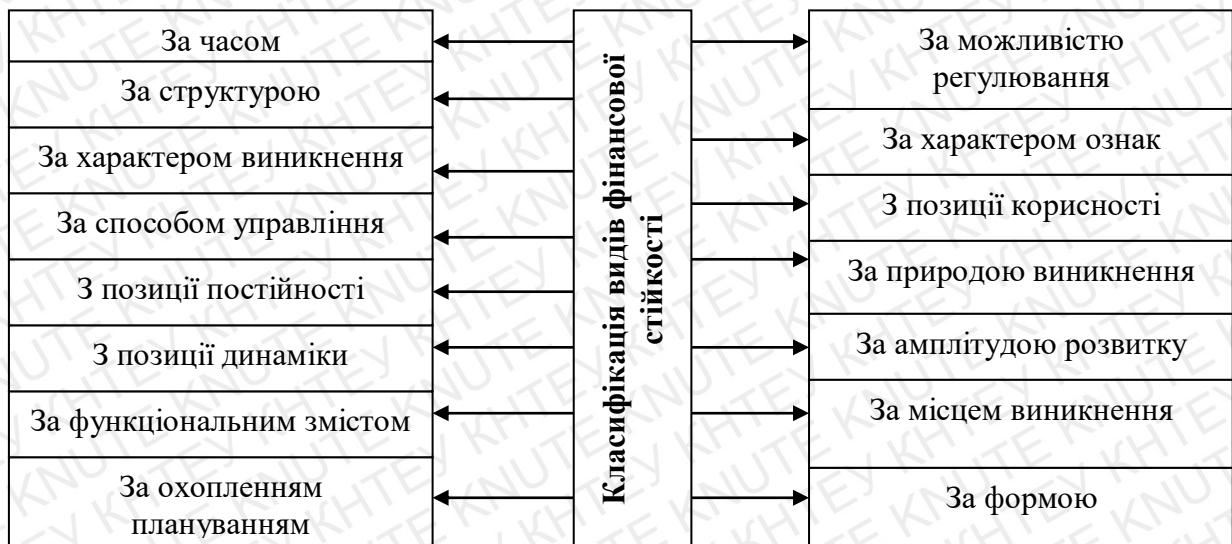 За часом
За структурою
За характером виникнення
За способом управління
З позиції постійності
З позиції динаміки
За функціональним змістом
За охопленням
плануванням
Класифікація видів фінансової
стійкості
За можливістю
регулювання
За характером ознак
З позиції корисності
За природою виникнення
За амплітудою розвитку
За місцем виникнення
За формою